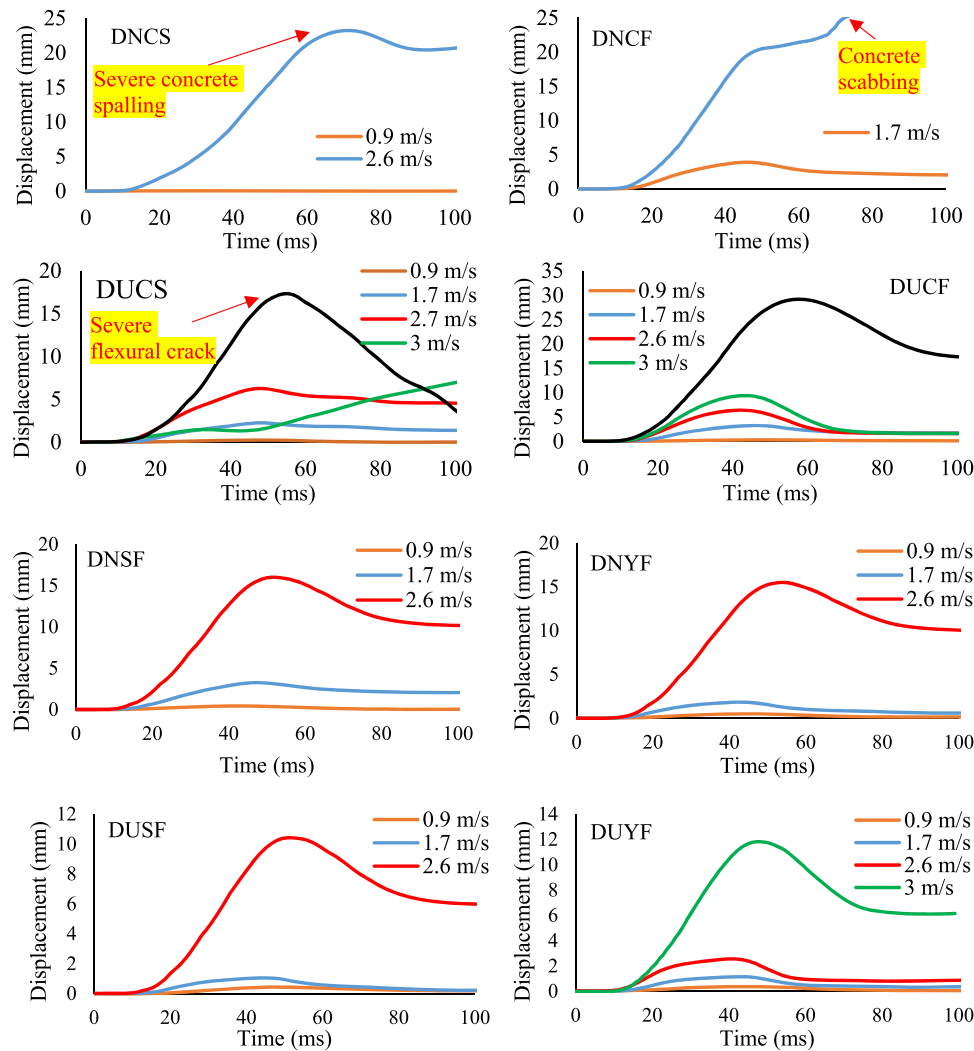 DNCS
Displacement (mm)
25
20
15
10
5
0
Severe concrete
spalling
0.9 m/s
2.6 m/s
0 20 40 60 80 100
Time (ms)
DNCF
Displacement (mm)
25
20
15
10
5
0
Concrete
scabbing
1.7 m/s
0 20 40 60 80 100
Time (ms)
DUCS
Displacement (mm)
20
15
10
5
0
Severe
flexural crack
0.9 m/s
1.7 m/s
2.7 m/s
3 m/s
0 20 40 60 80 100
Time (ms)
DUCF
Displacement (mm)
35
30
25
20
15
10
5
0
0.9 m/s
1.7 m/s
2.6 m/s
3 m/s
0 20 40 60 80 100
Time (ms)
DNSF
Displacement (mm)
20
15
10
5
0
0.9 m/s
1.7 m/s
2.6 m/s
0 20 40 60 80 100
Time (ms)
DNYF
Displacement (mm)
20
15
10
5
0
0.9 m/s
1.7 m/s
2.6 m/s
0 20 40 60 80 100
Time (ms)
DUSF
Displacement (mm)
12
10
8
6
4
2
0
0.9 m/s
1.7 m/s
2.6 m/s
0 20 40 60 80 100
Time (ms)
DUYF
Displacement (mm)
14
12
10
8
6
4
2
0
0.9 m/s
1.7 m/s
2.6 m/s
3 m/s
0 20 40 60 80 100
Time (ms)